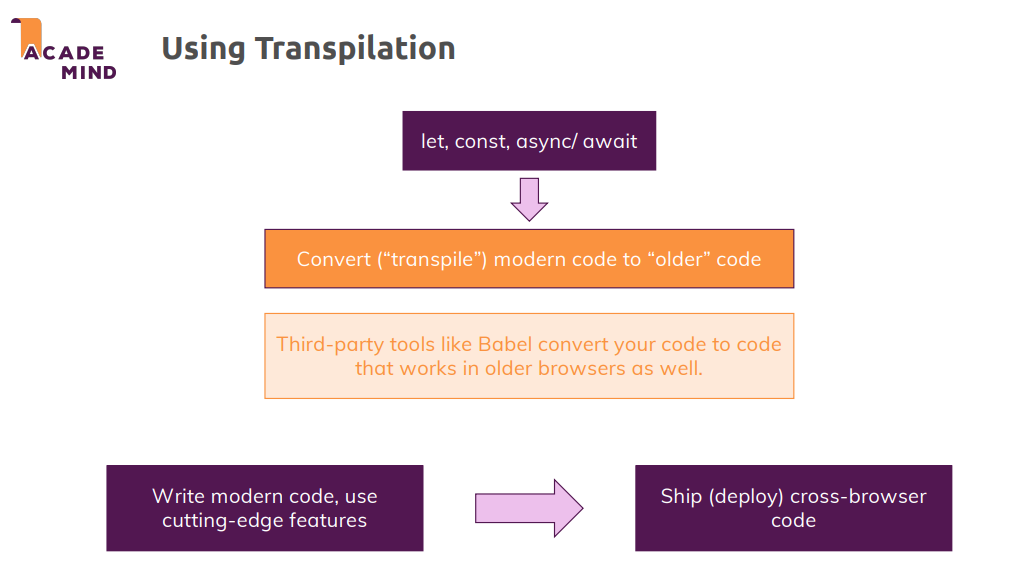 ACADE
MIND
Using Transpilation
let, const, async/ await
Convert (“transpile”) modern code to “older” code
Third-party tools like Babel convert your code to code
that works in older browsers as well.
Write modern code, use
cutting-edge features
Ship (deploy) cross-browser
code